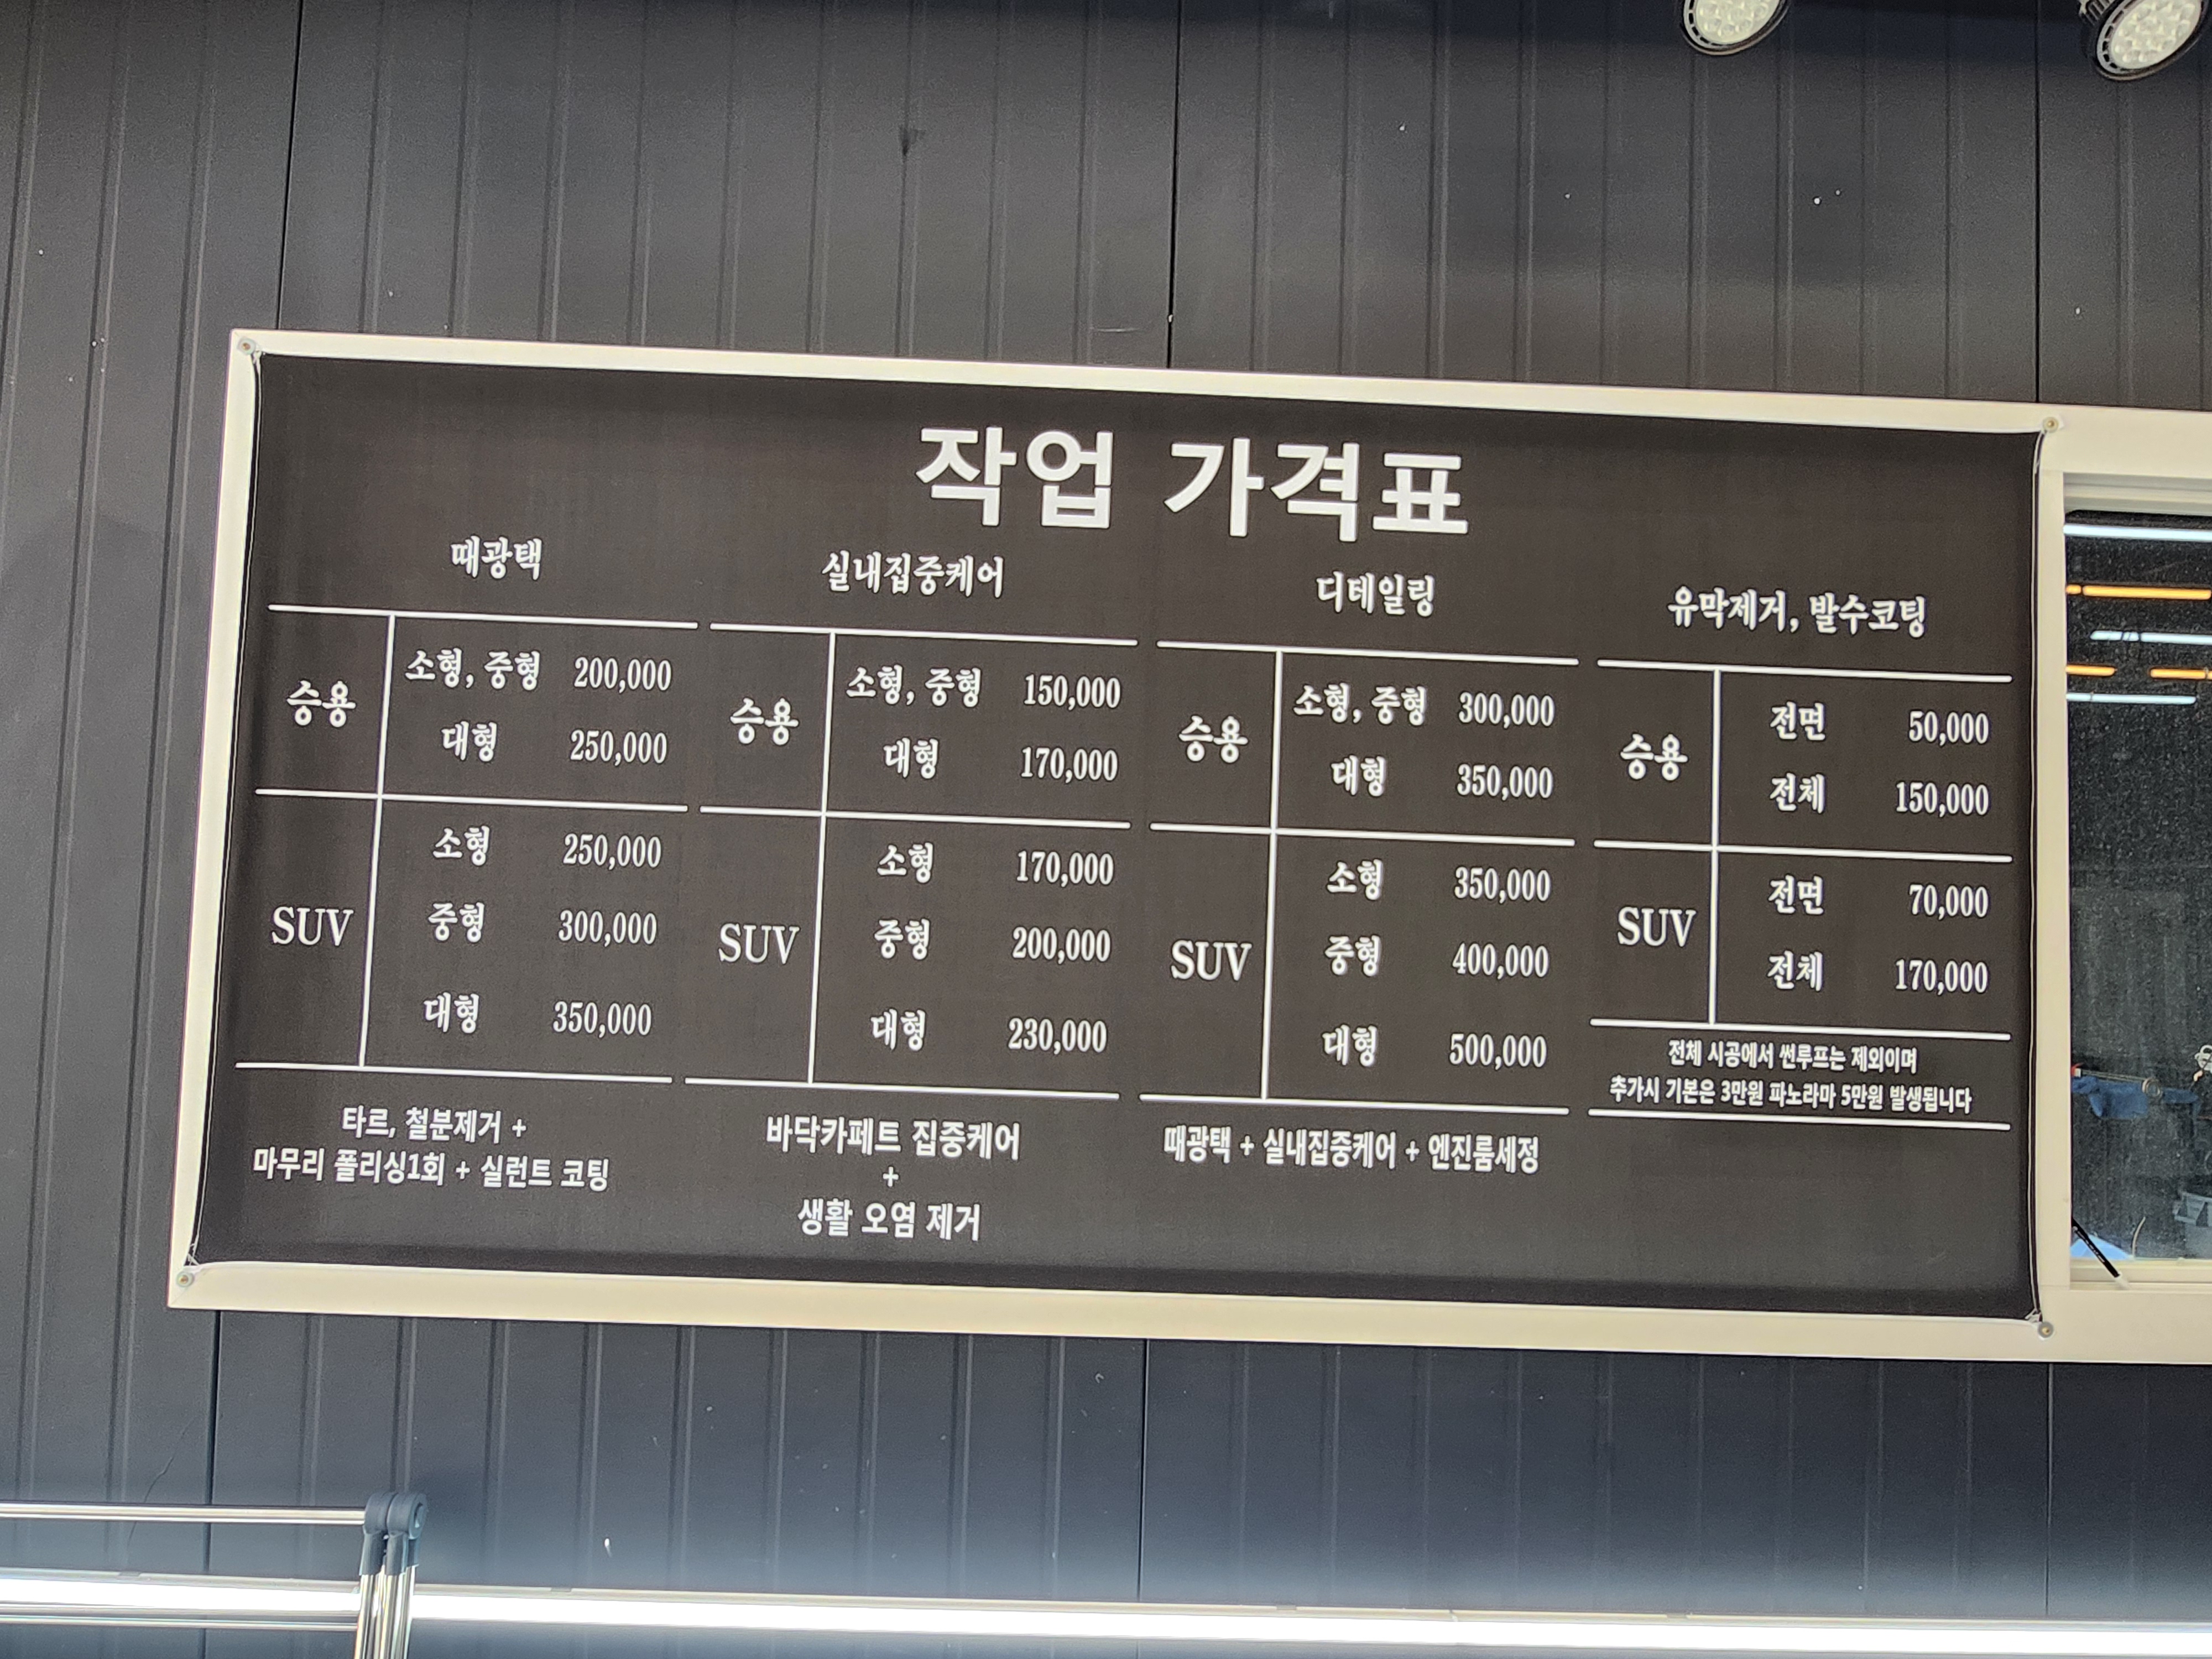 작업 가격표
때광택
승용
소형, 중형 200,000
대형 250,000
SUV
소형 250,000
중형 300,000
대형 350,000
타르, 철분제거 +
마무리 폴리싱1회 + 실런트 코팅
실내집중케어
승용
소형, 중형 150,000
대형 170,000
SUV
소형 170,000
중형 200,000
대형 230,000
바닥카페트 집중케어
+
생활 오염 제거
디테일링
승용
소형, 중형 300,000
대형 350,000
SUV
소형 350,000
중형 400,000
대형 500,000
때광택 + 실내집중케어 + 엔진룸세정
유막제거, 발수코팅
승용
전면 50,000
전체 150,000
SUV
전면 70,000
전체 170,000
전체 시공에서 썬루프는 제외이며
추가시 기본은 3만원 파노라마 5만원 발생됩니다